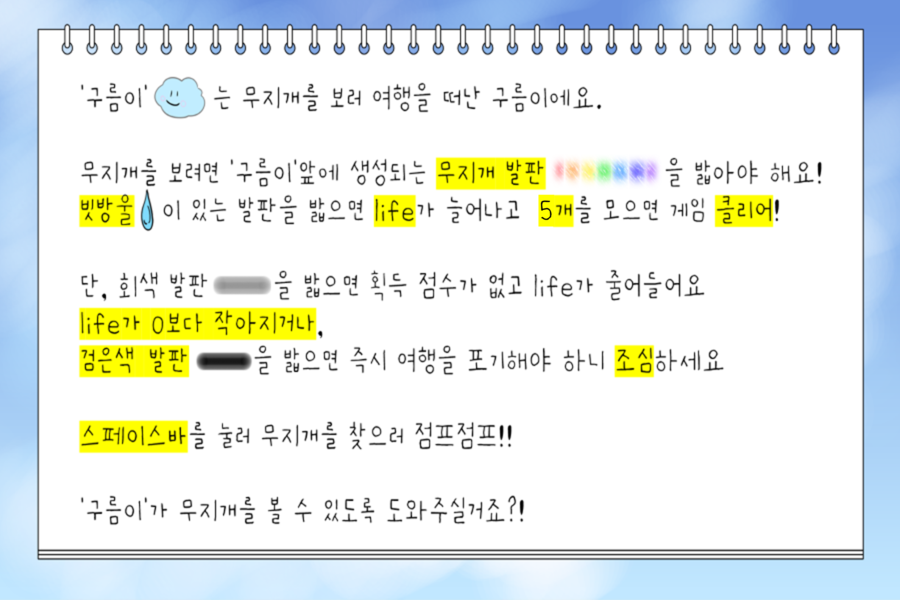 '구름이' 는 무지개를 보러 여행을 떠난 구름이에요.
무지개를 보려면 '구름이'앞에 생성되는 무지개 발판 을 밟아야 해요!
빗방울 이 있는 발판을 밟으면 life가 늘어나고 5개를 모으면 게임 클리어!
단, 회색 발판 을 밟으면 획득 점수가 없고 life가 줄어들어요
life가 0보다 작아지거나,
검은색 발판 을 밟으면 즉시 여행을 포기해야 하니 조심하세요
스페이스바를 눌러 무지개를 찾으러 점프점프!!
'구름이'가 무지개를 볼 수 있도록 도와주실거죠?!